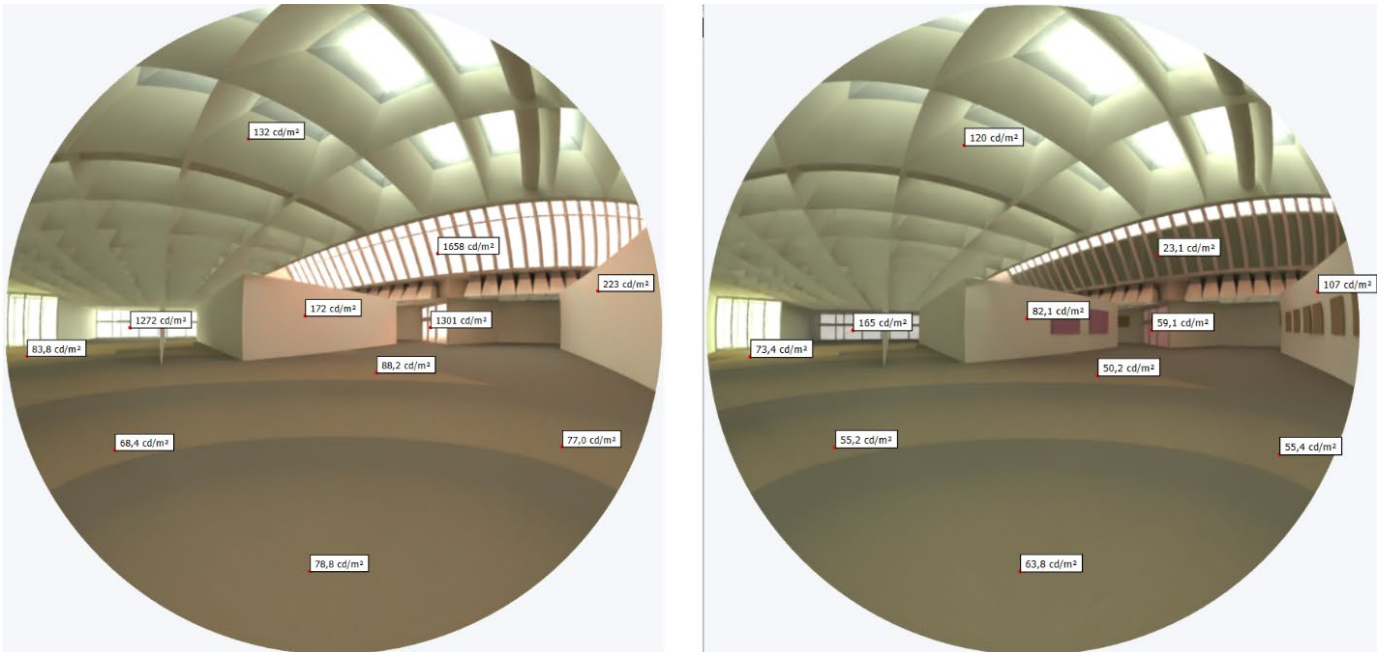 132 cd/m²
1658 cd/m²
223 cd/m²
172 cd/m²
1272 cd/m²
1301 cd/m²
83,8 cd/m²
88,2 cd/m²
68,4 cd/m²
77,0 cd/m²
78,8 cd/m²
120 cd/m²
23,1 cd/m²
107 cd/m²
82,1 cd/m²
165 cd/m²
59,1 cd/m²
73,4 cd/m²
50,2 cd/m²
55,2 cd/m²
55,4 cd/m²
63,8 cd/m²